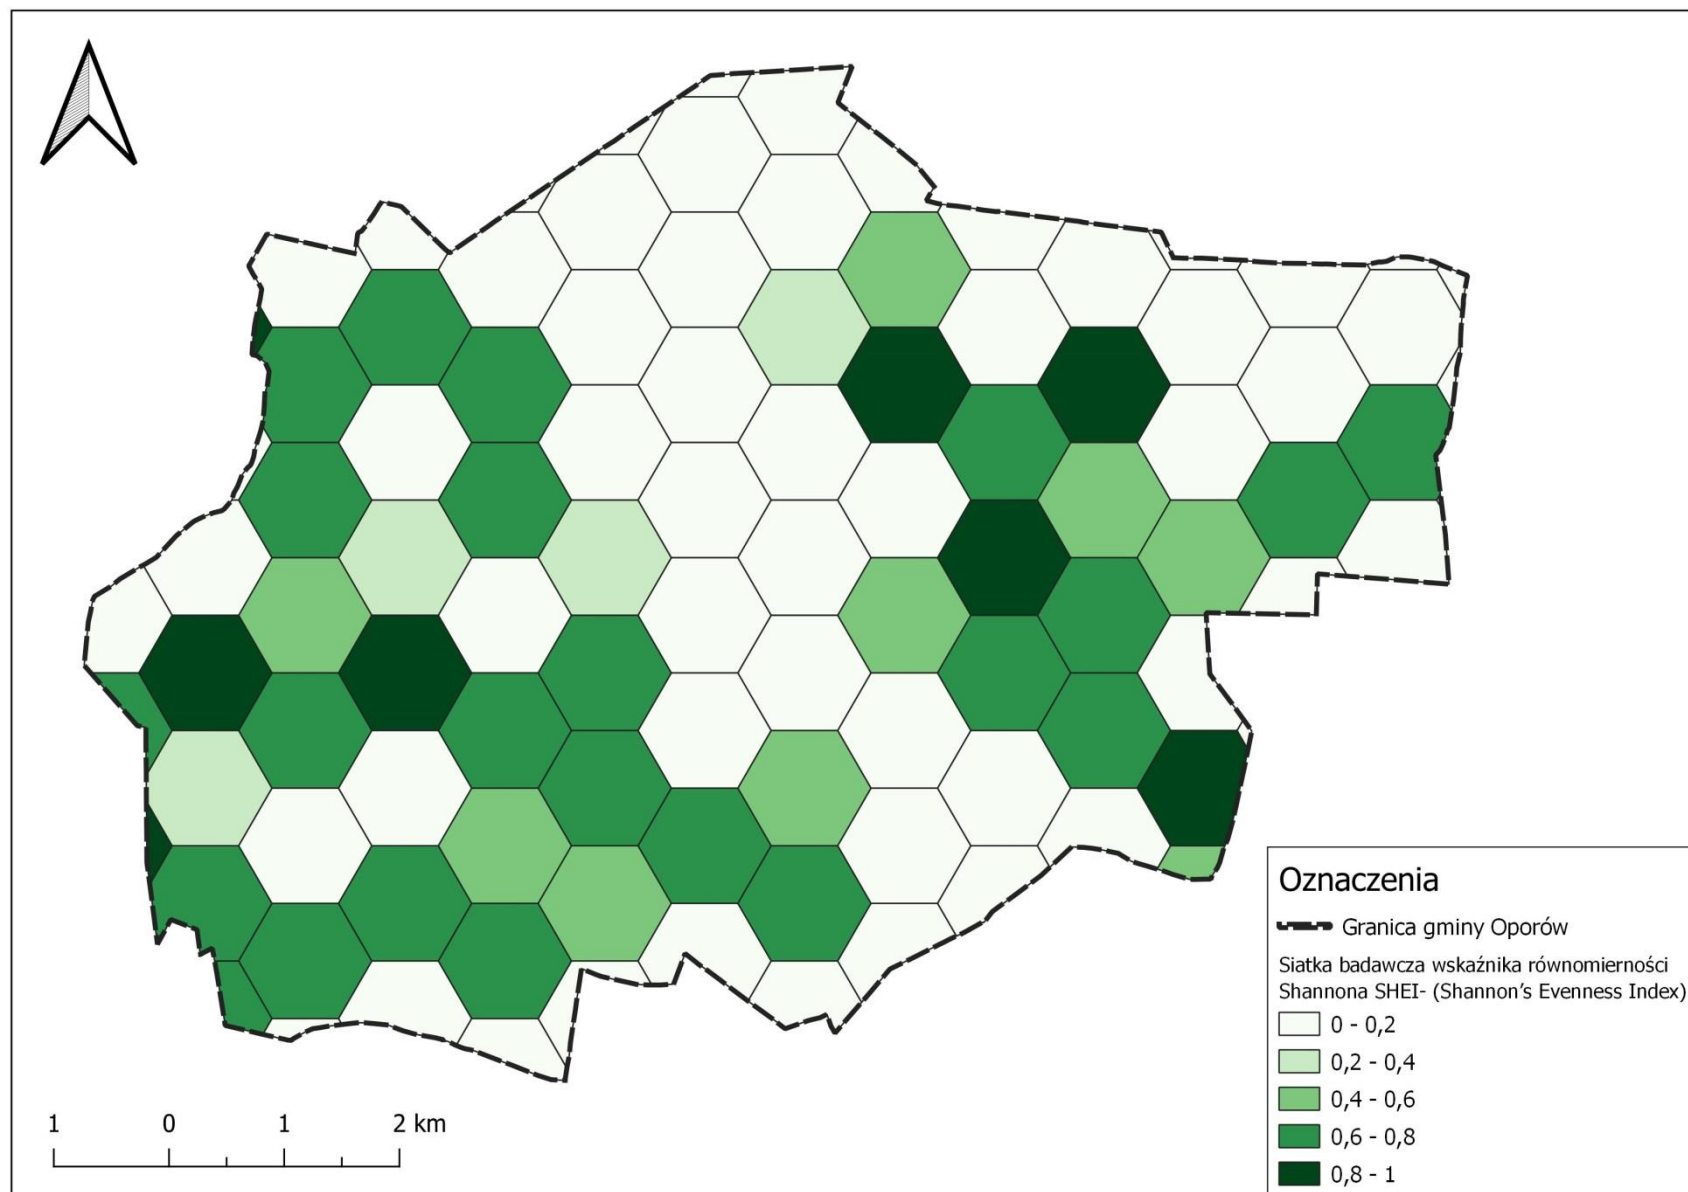 1 0 1 2 km
Oznaczenia
Granica gminy Oporów
Siatka badawcza wskaźnika równomierności
Shannona SHEI- (Shannon's Evenness Index)
0 - 0,2
0,2 - 0,4
0,4 - 0,6
0,6 - 0,8
0,8 - 1